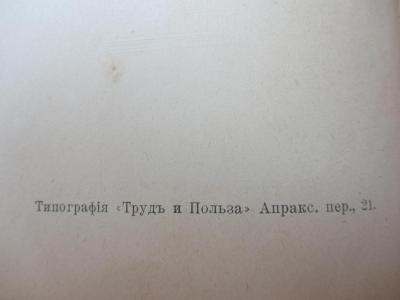 Типографія «Трудъ и Польза» Апракс. пер., 21.